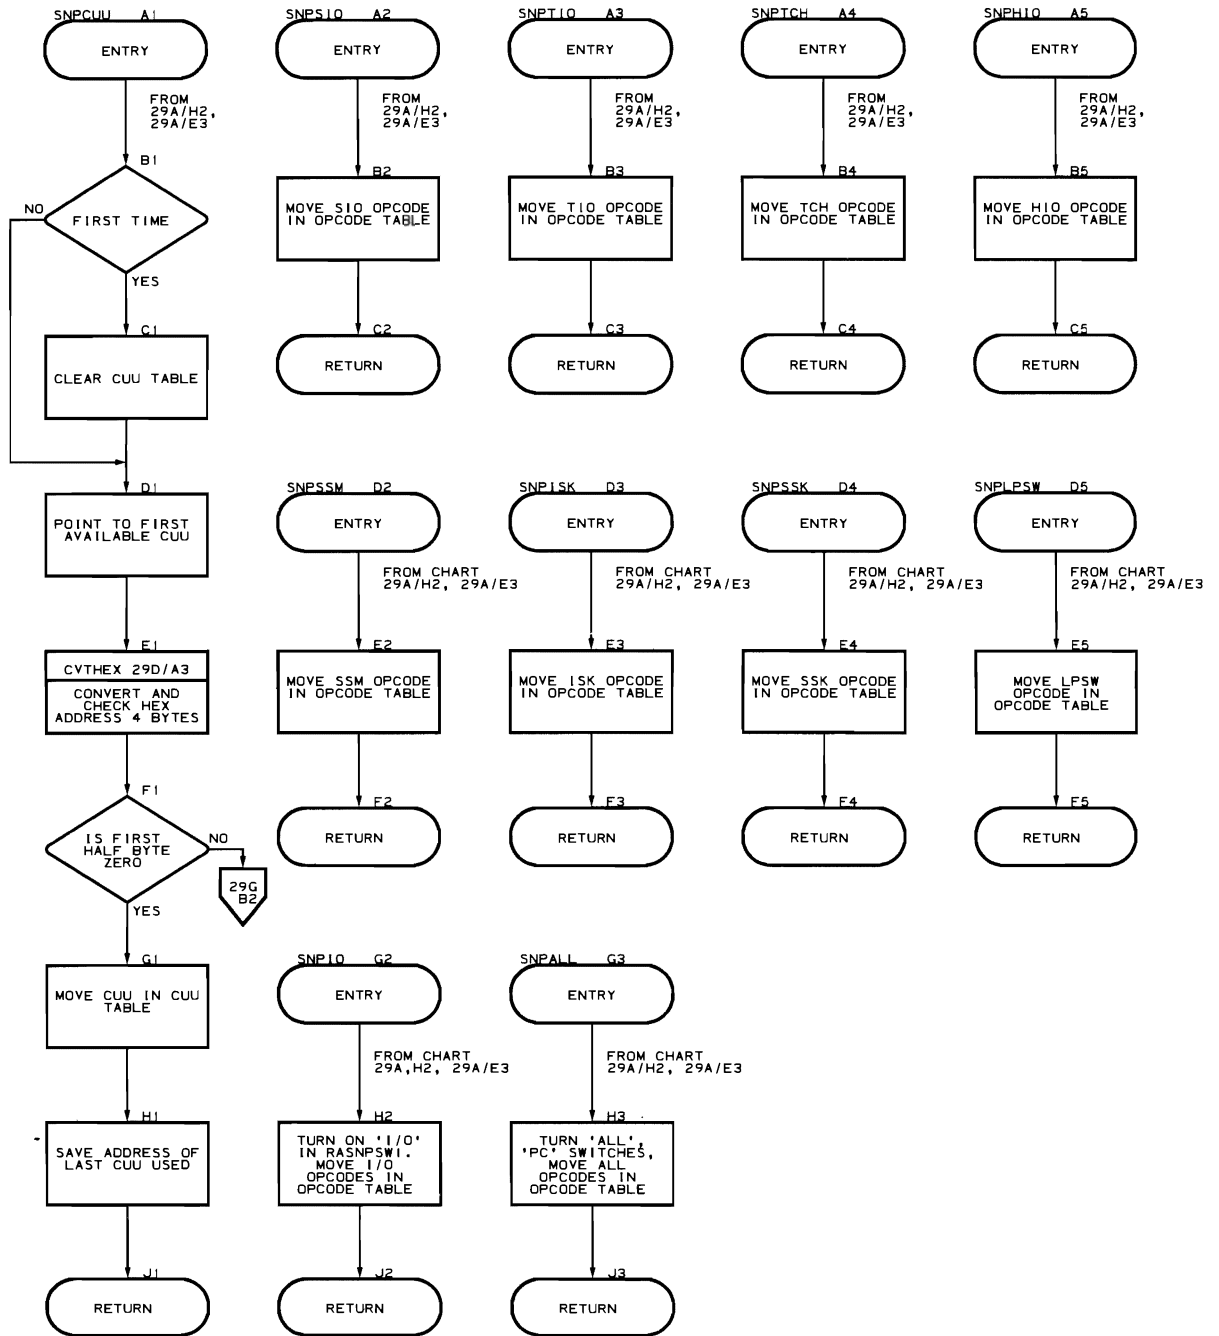 SNPCUU A1
ENTRY
FROM
29A/H2,
29A/E3
B1
FIRST TIME
NO
YES
C1
CLEAR CUU TABLE
D1
POINT TO FIRST
AVAILABLE CUU
E1
CVTHEX 29D/A3
CONVERT AND
CHECK HEX
ADDRESS 4 BYTES
F1
IS FIRST
HALF BYTE
ZERO
NO
29G
B2
YES
G1
MOVE CUU IN CUU
TABLE
H1
SAVE ADDRESS OF
LAST CUU USED
J1
RETURN
SNPSIO A2
ENTRY
FROM
29A/H2,
29A/E3
B2
MOVE SIO OPCODE
IN OPCODE TABLE
C2
RETURN
SNPTIO A3
ENTRY
FROM
29A/H2,
29A/E3
B3
MOVE TIO OPCODE
IN OPCODE TABLE
C3
RETURN
SNPTCH A4
ENTRY
FROM
29A/H2,
29A/E3
B4
MOVE TCH OPCODE
IN OPCODE TABLE
C4
RETURN
SNPHIO A5
ENTRY
FROM
29A/H2,
29A/E3
B5
MOVE HIO OPCODE
IN OPCODE TABLE
C5
RETURN
SNPSSM D2
ENTRY
FROM CHART
29A/H2, 29A/E3
E2
MOVE SSM OPCODE
IN OPCODE TABLE
F2
RETURN
SNPISK D3
ENTRY
FROM CHART
29A/H2, 29A/E3
E3
MOVE ISK OPCODE
IN OPCODE TABLE
F3
RETURN
SNPSSK D4
ENTRY
FROM CHART
29A/H2, 29A/E3
E4
MOVE SSK OPCODE
IN OPCODE TABLE
F4
RETURN
SNPLPSW D5
ENTRY
FROM CHART
29A/H2, 29A/E3
E5
MOVE LPSW
OPCODE IN
OPCODE TABLE
F5
RETURN
SNPIO G2
ENTRY
FROM CHART
29A,H2, 29A/E3
H2
TURN ON 'I/O'
IN RASNPSW1.
MOVE I/O
OPCODES IN
OPCODE TABLE
J2
RETURN
SNPALL G3
ENTRY
FROM CHART
29A/H2, 29A/E3
H3
TURN 'ALL',
'PC' SWITCHES,
MOVE ALL
OPCODES IN
OPCODE TABLE
J3
RETURN